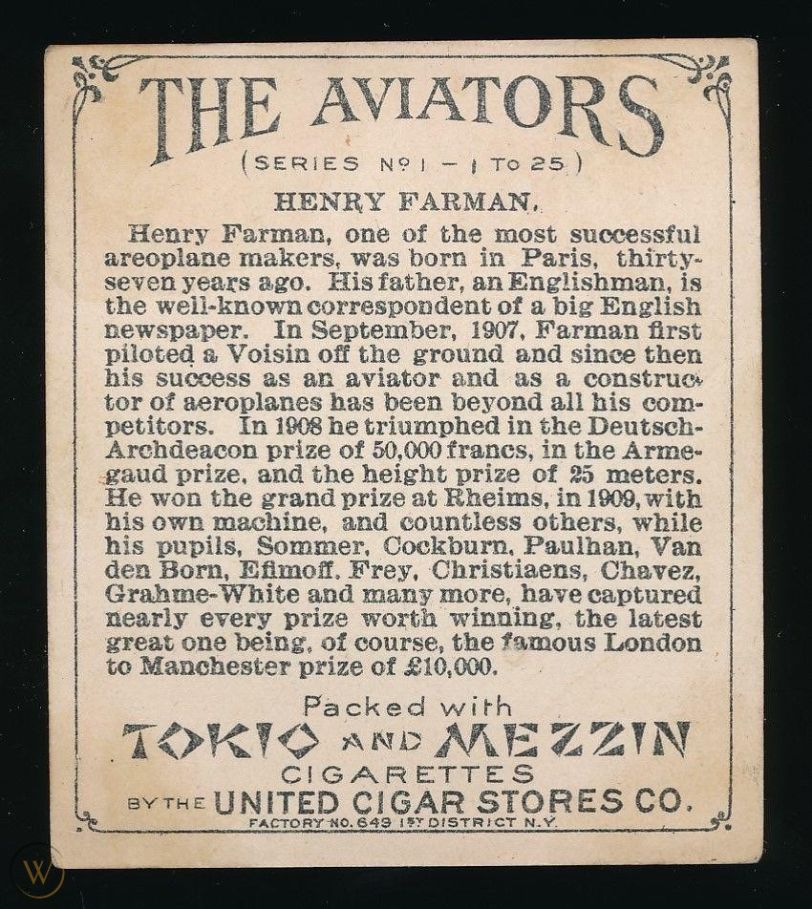 THE AVIATORS
(SERIES Nº 1 – 1 TO 25)
HENRY FARMAN.
Henry Farman, one of the most successful
areoplane makers, was born in Paris, thirty-
seven years ago. His father, an Englishman, is
the well-known correspondent of a big English
newspaper. In September, 1907, Farman first
piloted a Voisin off the ground and since then
his success as an aviator and as a construc-
tor of aeroplanes has been beyond all his com-
petitors. In 1908 he triumphed in the Deutsch-
Archdeacon prize of 50,000 francs, in the Arme-
gaud prize, and the height prize of 25 meters.
He won the grand prize at Rheims, in 1909, with
his own machine, and countless others, while
his pupils, Sommer, Cockburn, Paulhan, Van
den Born, Efimoff, Frey, Christiaens, Chavez,
Grahme-White and many more, have captured
nearly every prize worth winning, the latest
great one being, of course, the famous London
to Manchester prize of £10,000.
Packed with
TOKIO AND MEZZIN
CIGARETTES
BY THE UNITED CIGAR STORES CO.
FACTORY NO. 649 1ST DISTRICT N.Y.
W